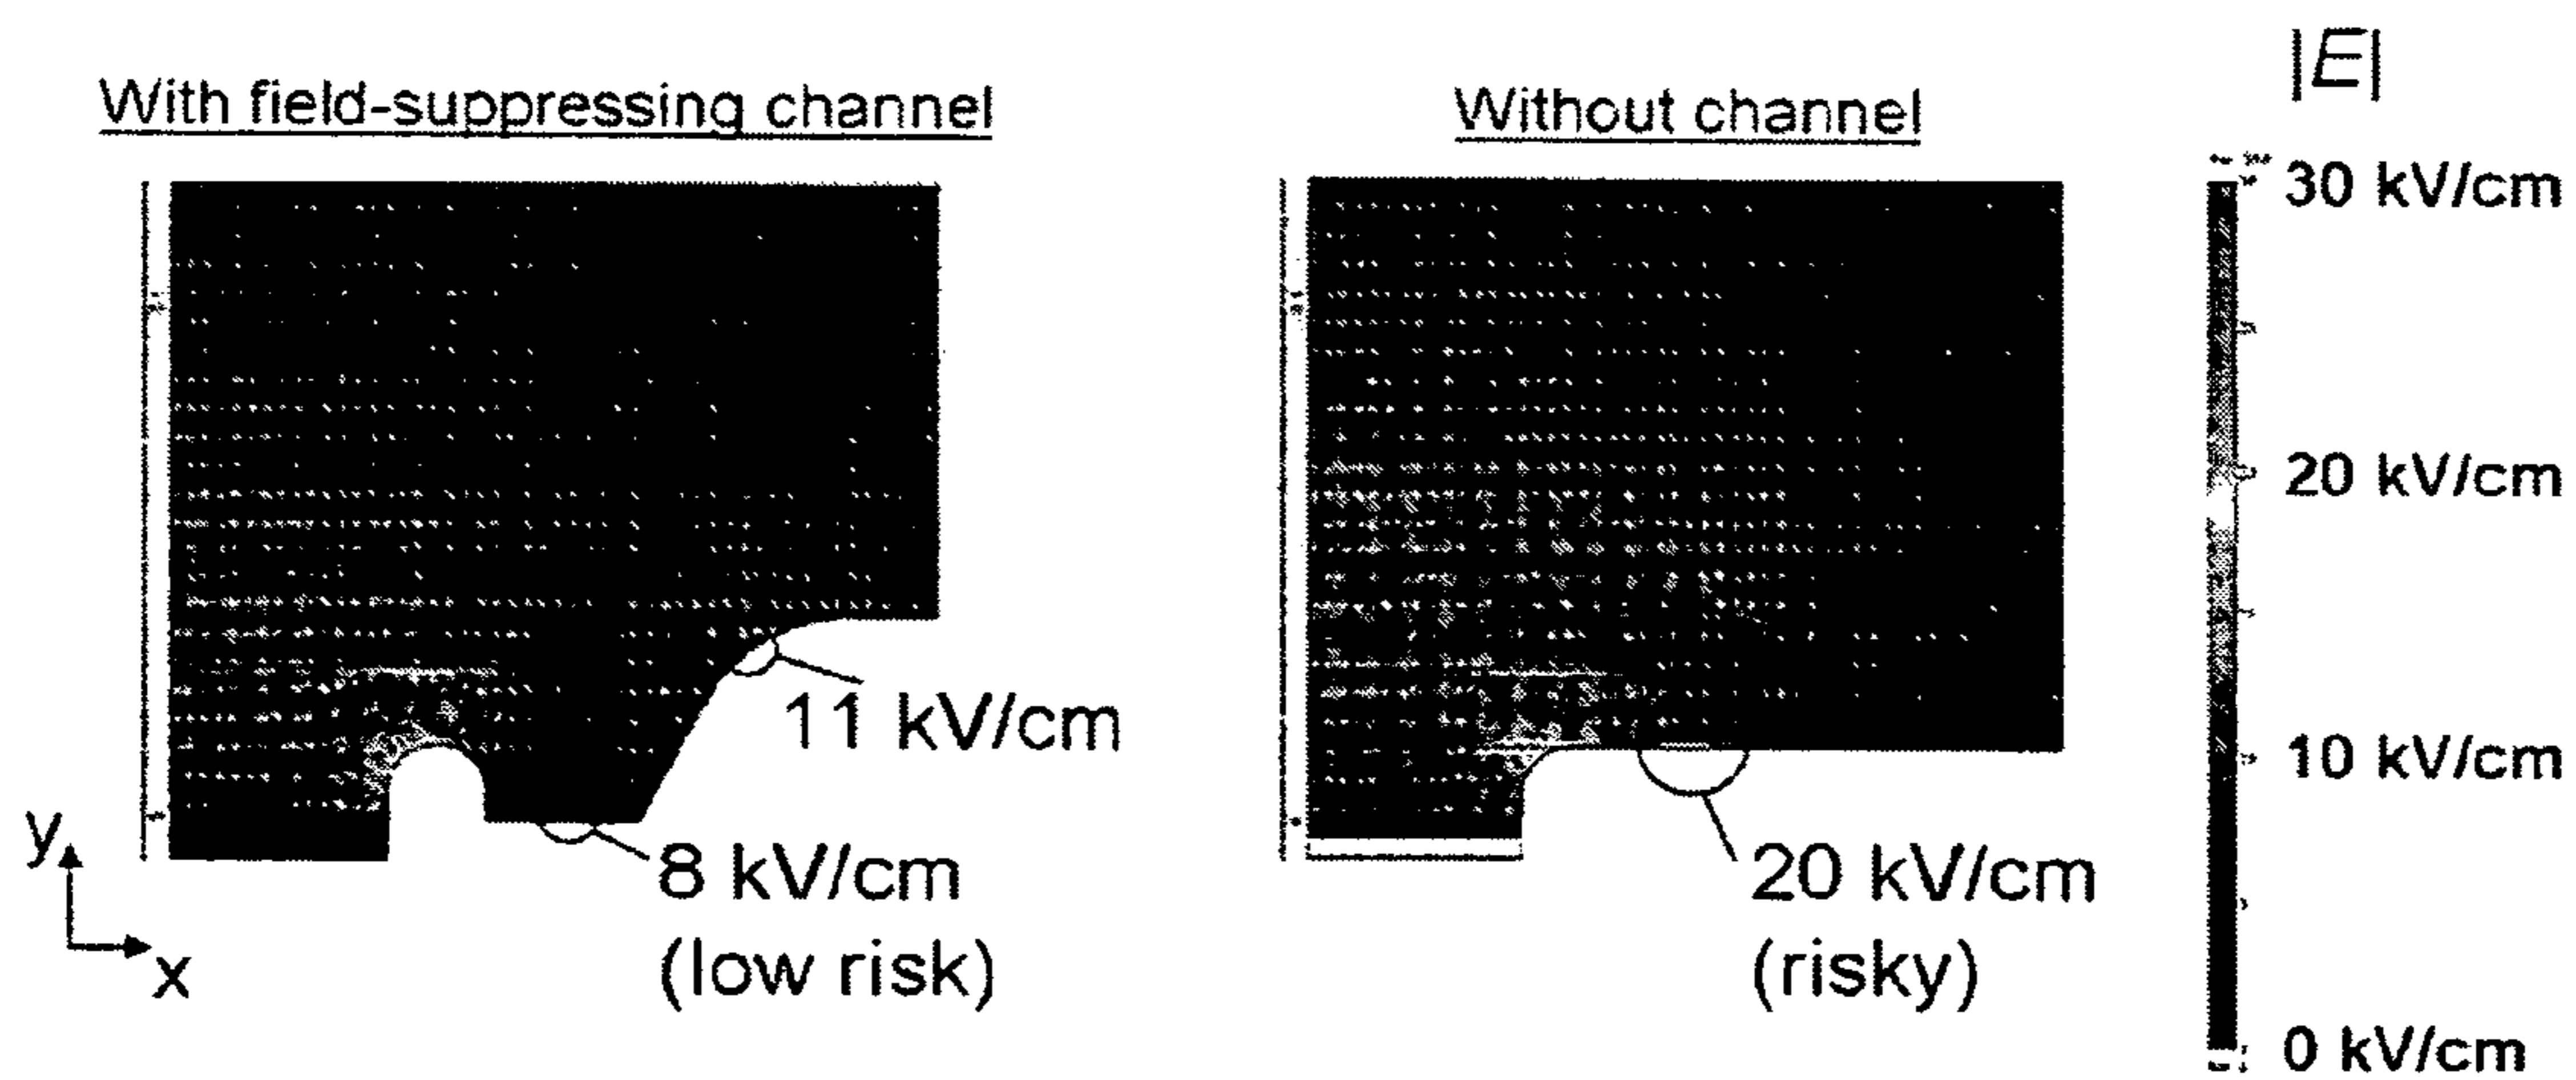 With field-suppressing channel
Without channel
|E|
30 kV/cm
20 kV/cm
10 kV/cm
0 kV/cm
11 kV/cm
8 kV/cm
(low risk)
20 kV/cm
(risky)
y
x